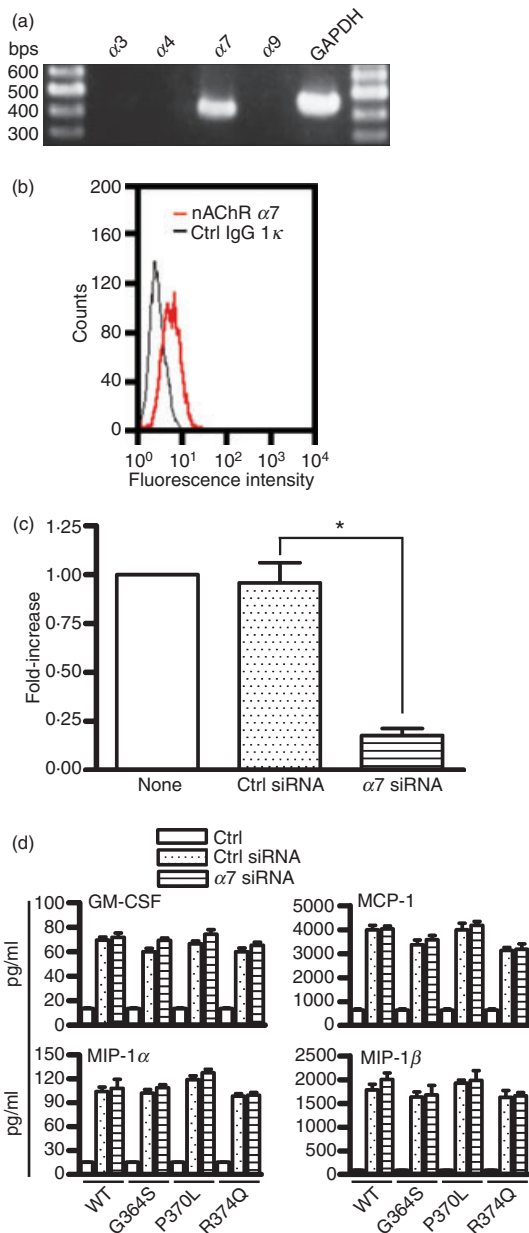 (a)
bps α3 α4 α7 α9 GAPDH
600
500
400
300
(b)
200
160
120
80
40
0
Counts
nAChR α7
Ctrl IgG 1κ
10⁰ 10¹ 10² 10³ 10⁴
Fluorescence intensity
(c)
1·25
1·00
0·75
0·50
0·25
0·00
Fold-increase
*
None Ctrl siRNA α7 siRNA
(d)
Ctrl
Ctrl siRNA
α7 siRNA
GM-CSF
100
80
60
40
20
0
pg/ml
MCP-1
5000
4000
3000
2000
1000
0
MIP-1α
150
120
90
60
30
0
pg/ml
MIP-1β
2500
2000
1500
1000
500
0
WT G364S P370L R374Q
WT G364S P370L R374Q